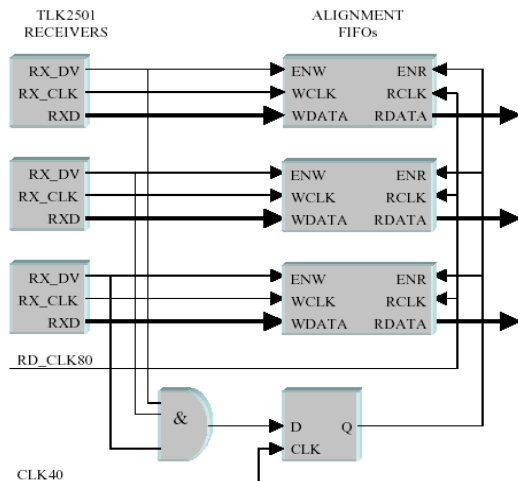 TLK2501 ALIGNMENT
RECEIVERS FIFOs
RX_DV ENW ENR
RX_CLK WCLK RCLK
RXD WDATA RDATA
RX_DV ENW ENR
RX_CLK WCLK RCLK
RXD WDATA RDATA
RX_DV ENW ENR
RX_CLK WCLK RCLK
RXD WDATA RDATA
RD_CLK80
& D Q
CLK
CLK40